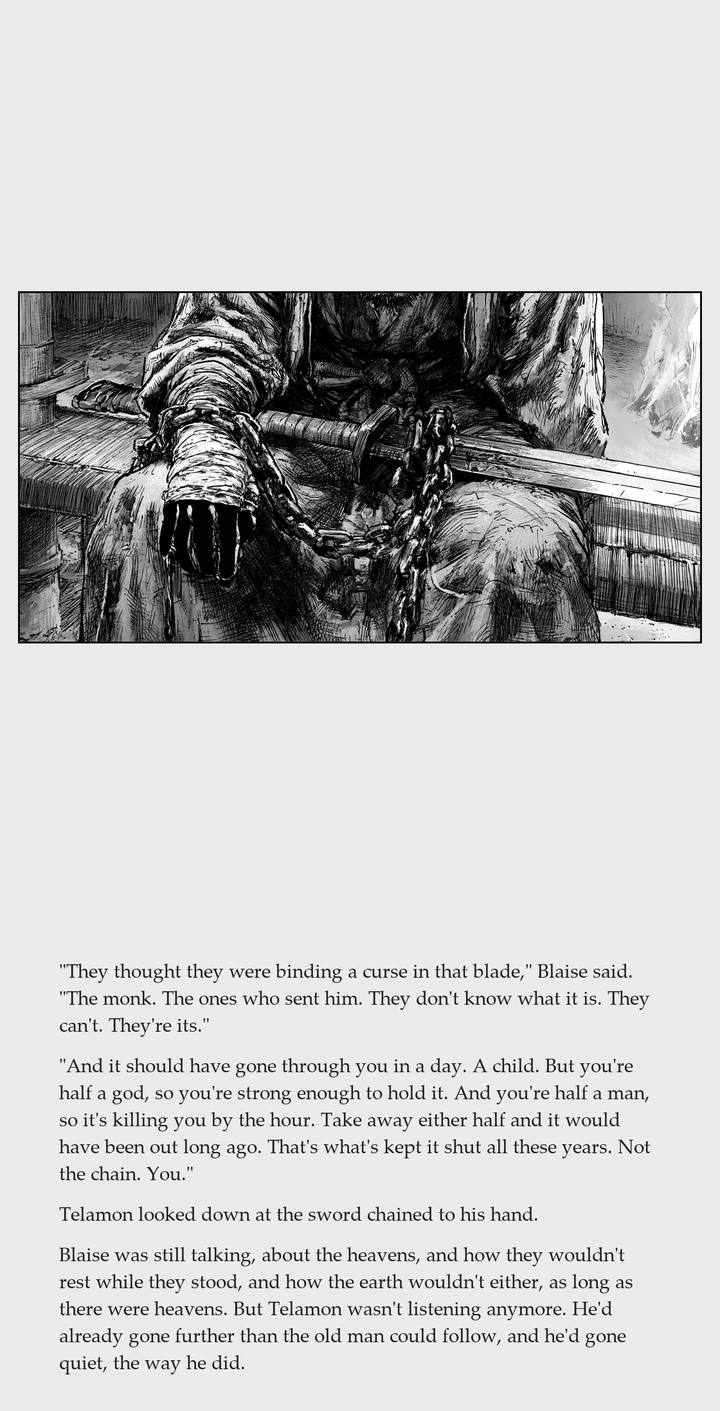 "They thought they were binding a curse in that blade," Blaise said.
"The monk. The ones who sent him. They don't know what it is. They
can't. They're its."
"And it should have gone through you in a day. A child. But you're
half a god, so you're strong enough to hold it. And you're half a man,
so it's killing you by the hour. Take away either half and it would
have been out long ago. That's what's kept it shut all these years. Not
the chain. You."
Telamon looked down at the sword chained to his hand.
Blaise was still talking, about the heavens, and how they wouldn't
rest while they stood, and how the earth wouldn't either, as long as
there were heavens. But Telamon wasn't listening anymore. He'd
already gone further than the old man could follow, and he'd gone
quiet, the way he did.